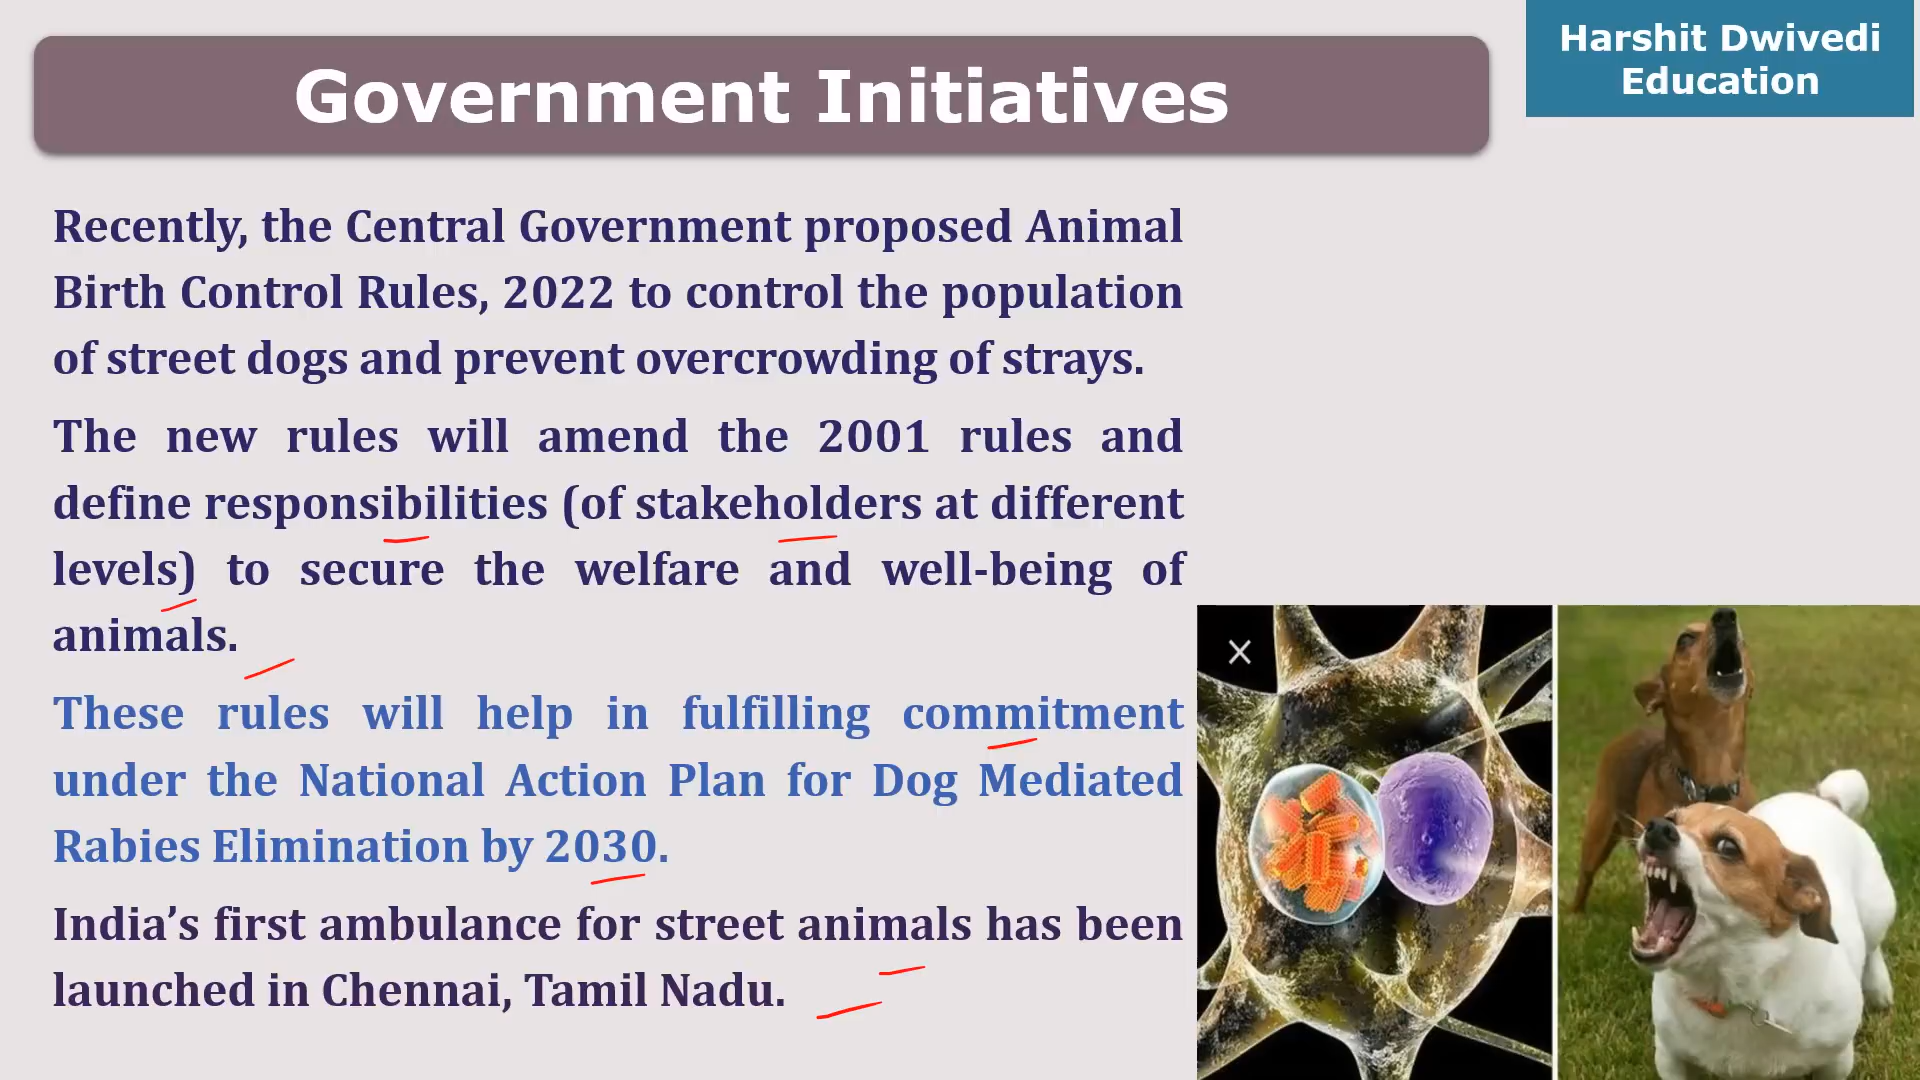 Government Initiatives
Harshit Dwivedi
Education
Recently, the Central Government proposed Animal
Birth Control Rules, 2022 to control the population
of street dogs and prevent overcrowding of strays.
The new rules will amend the 2001 rules and
define responsibilities (of stakeholders at different
levels) to secure the welfare and well-being of
animals.
These rules will help in fulfilling commitment
under the National Action Plan for Dog Mediated
Rabies Elimination by 2030.
India’s first ambulance for street animals has been
launched in Chennai, Tamil Nadu.